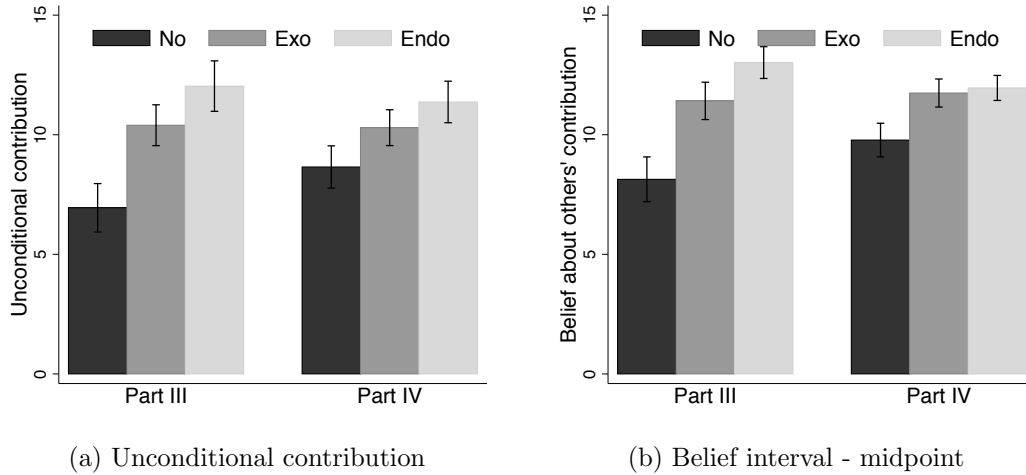 No Exo Endo
Unconditional contribution
0 5 10 15
Part III Part IV
(a) Unconditional contribution
No Exo Endo
Belief about others' contribution
0 5 10 15
Part III Part IV
(b) Belief interval - midpoint